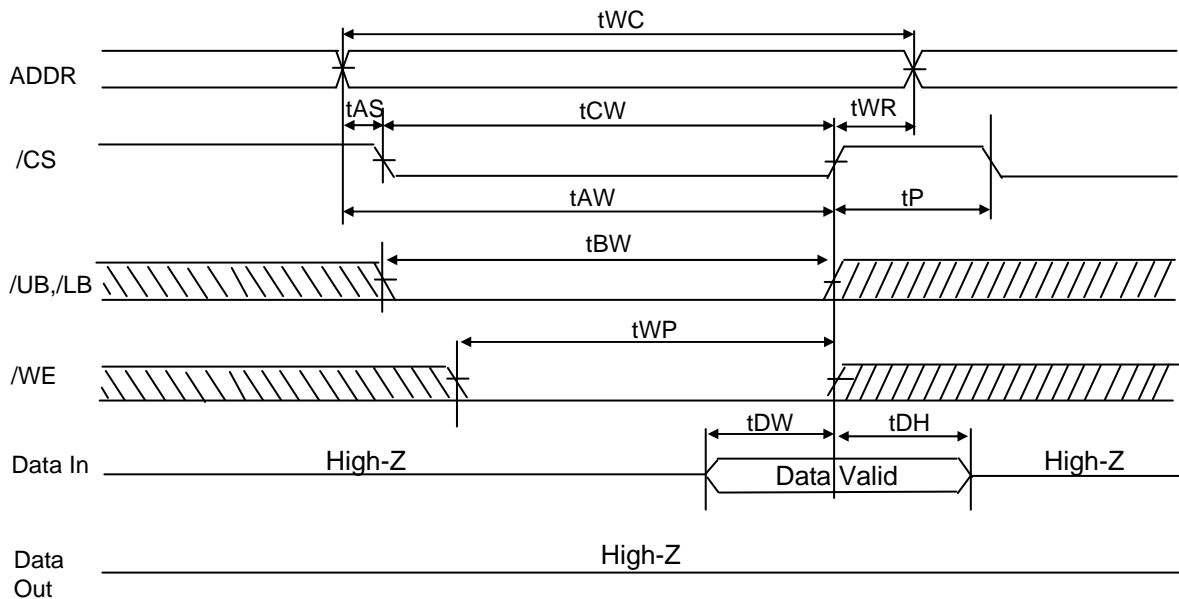 tWC
ADDR
tAS tCW tWR
/CS
tAW tP
tBW
/UB,/LB
tWP
/WE
tDW tDH
Data In High-Z Data Valid High-Z
High-Z
Data
Out